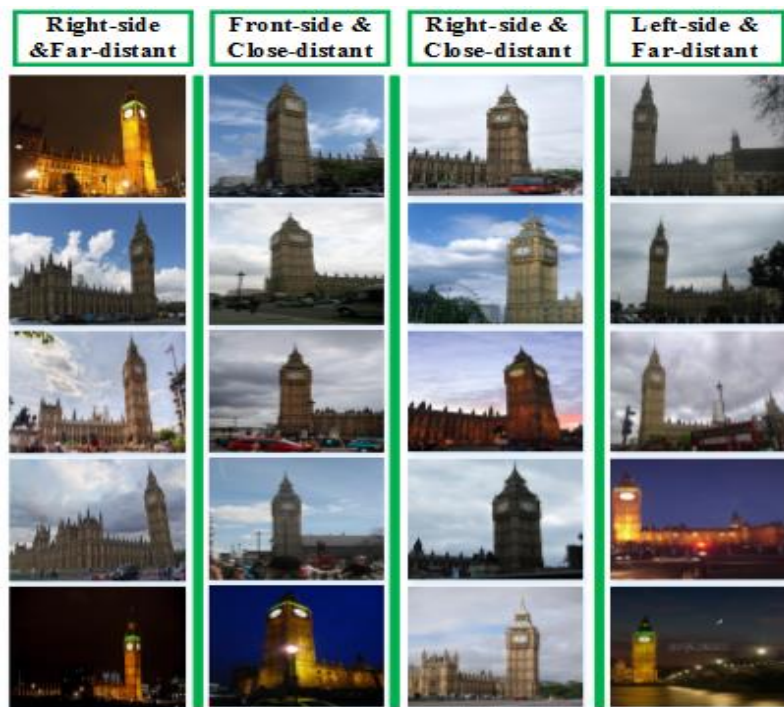 Right-side
&Far-distant
Front-side &
Close-distant
Right-side &
Close-distant
Left-side &
Far-distant